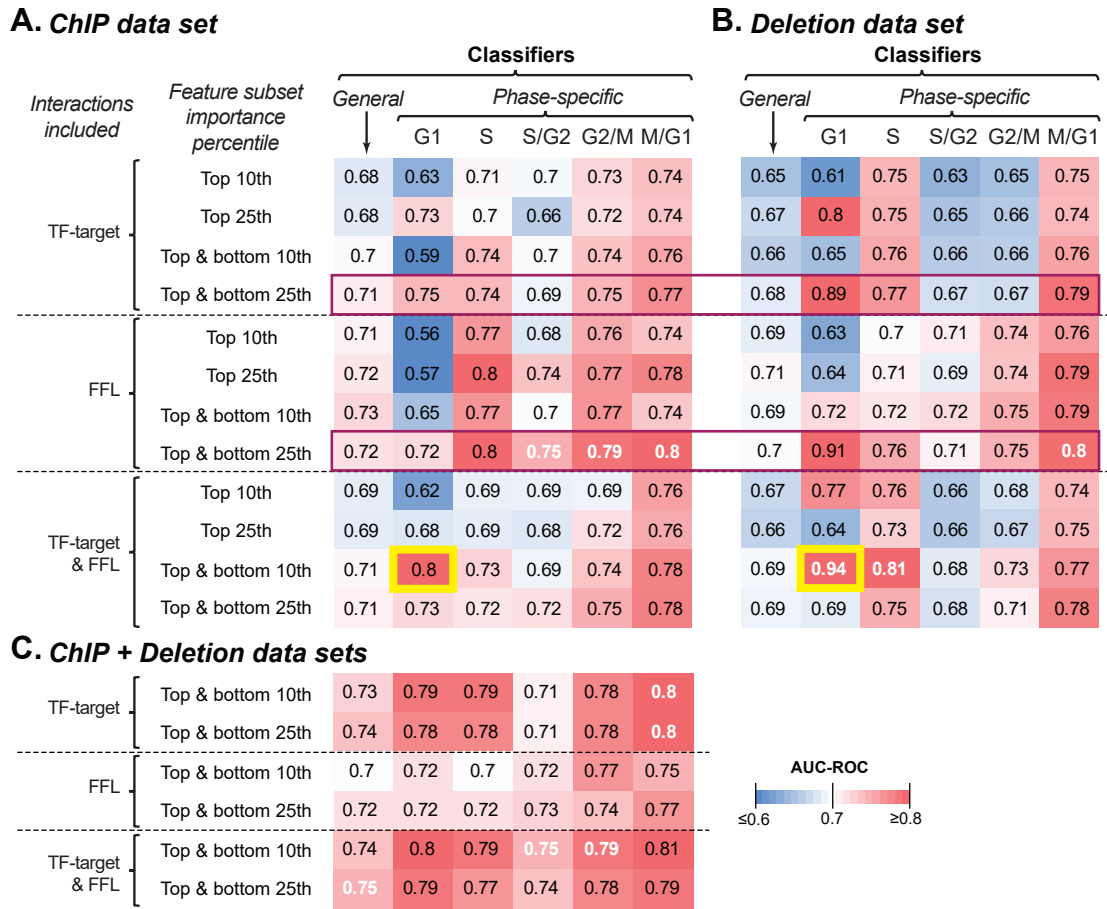 A. ChIP data set
B. Deletion data set
Classifiers
Classifiers
Interactions included
Feature subset importance percentile
General
Phase-specific
General
Phase-specific
G1 S S/G2 G2/M M/G1
G1 S S/G2 G2/M M/G1
TF-target
Top 10th 0.68 0.63 0.71 0.7 0.73 0.74 0.65 0.61 0.75 0.63 0.65 0.75
Top 25th 0.68 0.73 0.7 0.66 0.72 0.74 0.67 0.8 0.75 0.65 0.66 0.74
Top & bottom 10th 0.7 0.59 0.74 0.7 0.74 0.76 0.66 0.65 0.76 0.66 0.66 0.76
Top & bottom 25th 0.71 0.75 0.74 0.69 0.75 0.77 0.68 0.89 0.77 0.67 0.67 0.79
FFL
Top 10th 0.71 0.56 0.77 0.68 0.76 0.74 0.69 0.63 0.7 0.71 0.74 0.76
Top 25th 0.72 0.57 0.8 0.74 0.77 0.78 0.71 0.64 0.71 0.69 0.74 0.79
Top & bottom 10th 0.73 0.65 0.77 0.7 0.77 0.74 0.69 0.72 0.72 0.72 0.75 0.79
Top & bottom 25th 0.72 0.72 0.8 0.75 0.79 0.8 0.7 0.91 0.76 0.71 0.75 0.8
TF-target & FFL
Top 10th 0.69 0.62 0.69 0.69 0.69 0.76 0.67 0.77 0.76 0.66 0.68 0.74
Top 25th 0.69 0.68 0.69 0.68 0.72 0.76 0.66 0.64 0.73 0.66 0.67 0.75
Top & bottom 10th 0.71 0.8 0.73 0.69 0.74 0.78 0.69 0.94 0.81 0.68 0.73 0.77
Top & bottom 25th 0.71 0.73 0.72 0.72 0.75 0.78 0.69 0.69 0.75 0.68 0.71 0.78
C. ChIP + Deletion data sets
TF-target
Top & bottom 10th 0.73 0.79 0.79 0.71 0.78 0.8
Top & bottom 25th 0.74 0.78 0.78 0.71 0.78 0.8
FFL
Top & bottom 10th 0.7 0.72 0.7 0.72 0.77 0.75
Top & bottom 25th 0.72 0.72 0.72 0.73 0.74 0.77
TF-target & FFL
Top & bottom 10th 0.74 0.8 0.79 0.75 0.79 0.81
Top & bottom 25th 0.75 0.79 0.77 0.74 0.78 0.79
AUC-ROC
≤0.6 0.7 ≥0.8